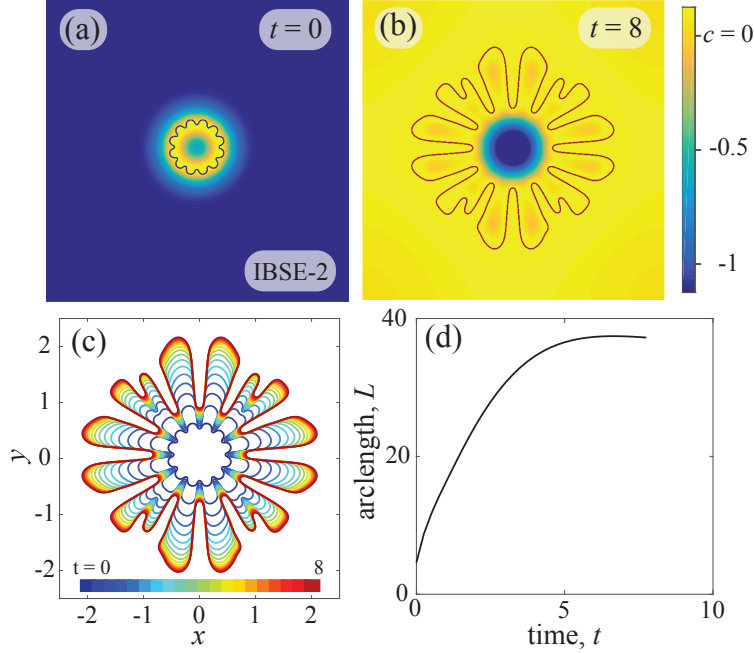 (a)
t = 0
IBSE-2
(b)
t = 8
c = 0
-0.5
-1
(c)
2
1
0
-1
-2
y
t = 0
8
-2
-1
0
1
2
x
(d)
40
20
0
arclength, L
0
5
10
time, t